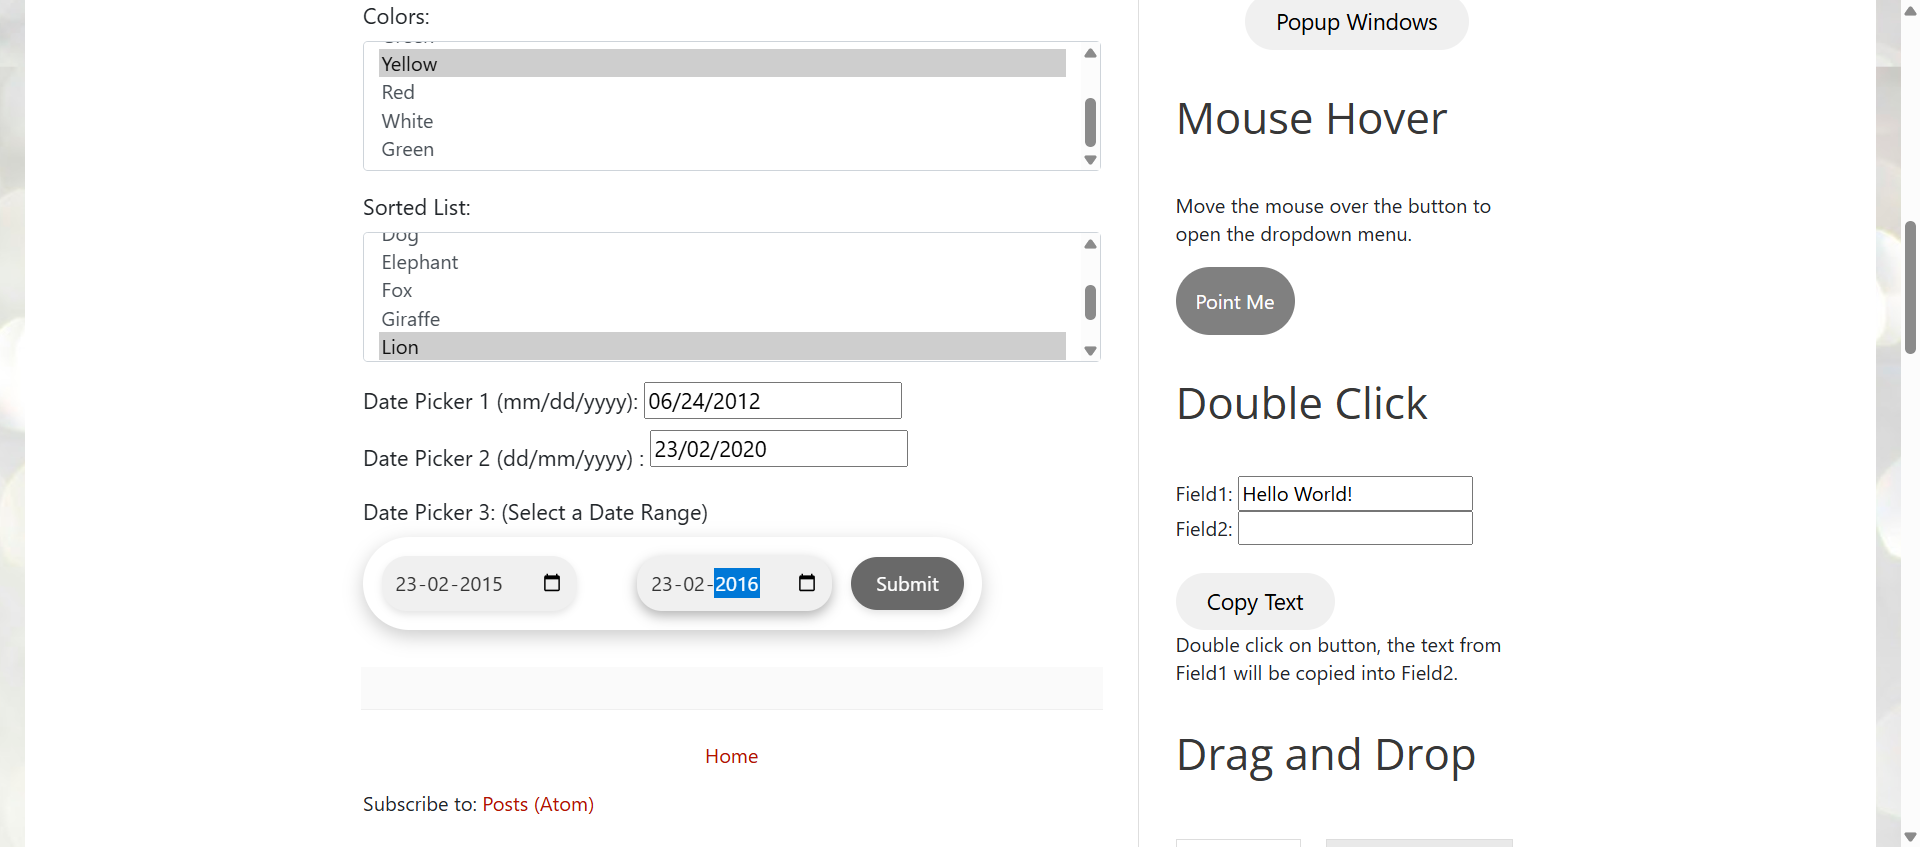 Colors:
Yellow
Red
White
Green
Sorted List:
Dog
Elephant
Fox
Giraffe
Lion
Date Picker 1 (mm/dd/yyyy): 06/24/2012
Date Picker 2 (dd/mm/yyyy) : 23/02/2020
Date Picker 3: (Select a Date Range)
23-02-2015 23-02-2016 Submit
Home
Subscribe to: Posts (Atom)
Popup Windows
Mouse Hover
Move the mouse over the button to
open the dropdown menu.
Point Me
Double Click
Field1: Hello World!
Field2:
Copy Text
Double click on button, the text from
Field1 will be copied into Field2.
Drag and Drop